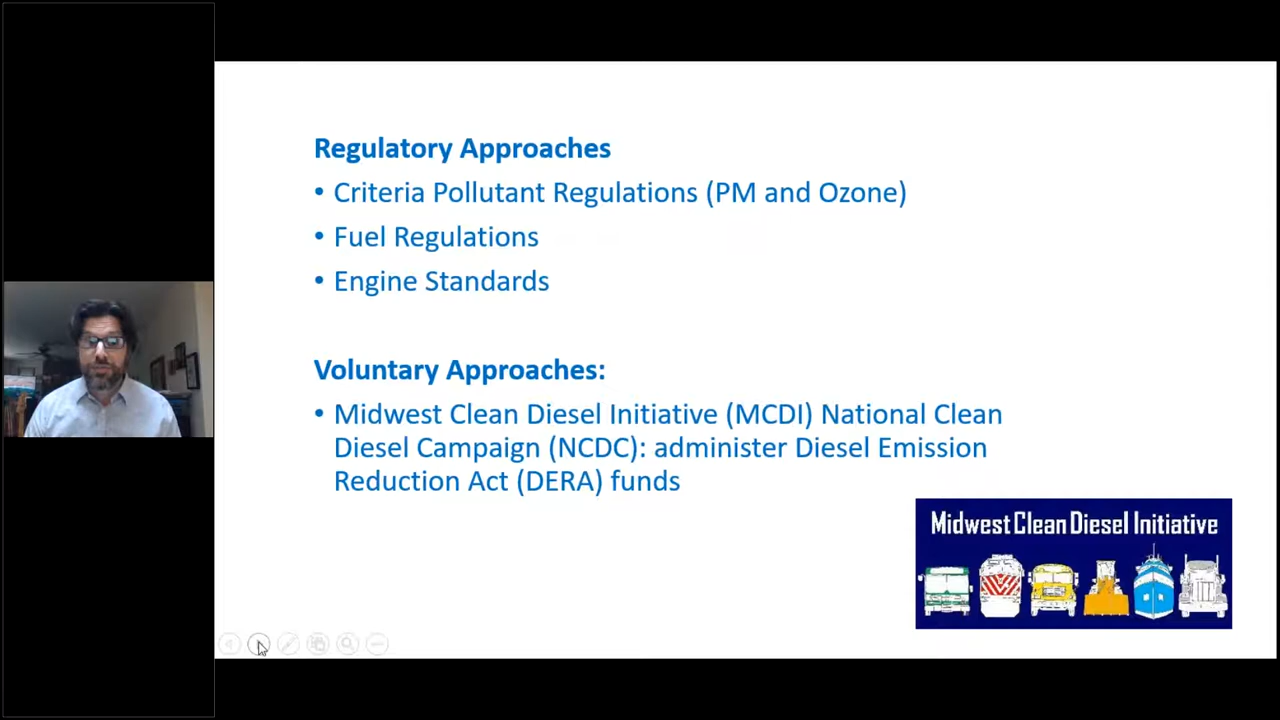 Regulatory Approaches
• Criteria Pollutant Regulations (PM and Ozone)
• Fuel Regulations
• Engine Standards
Voluntary Approaches:
• Midwest Clean Diesel Initiative (MCDI) National Clean
Diesel Campaign (NCDC): administer Diesel Emission
Reduction Act (DERA) funds
Midwest Clean Diesel Initiative